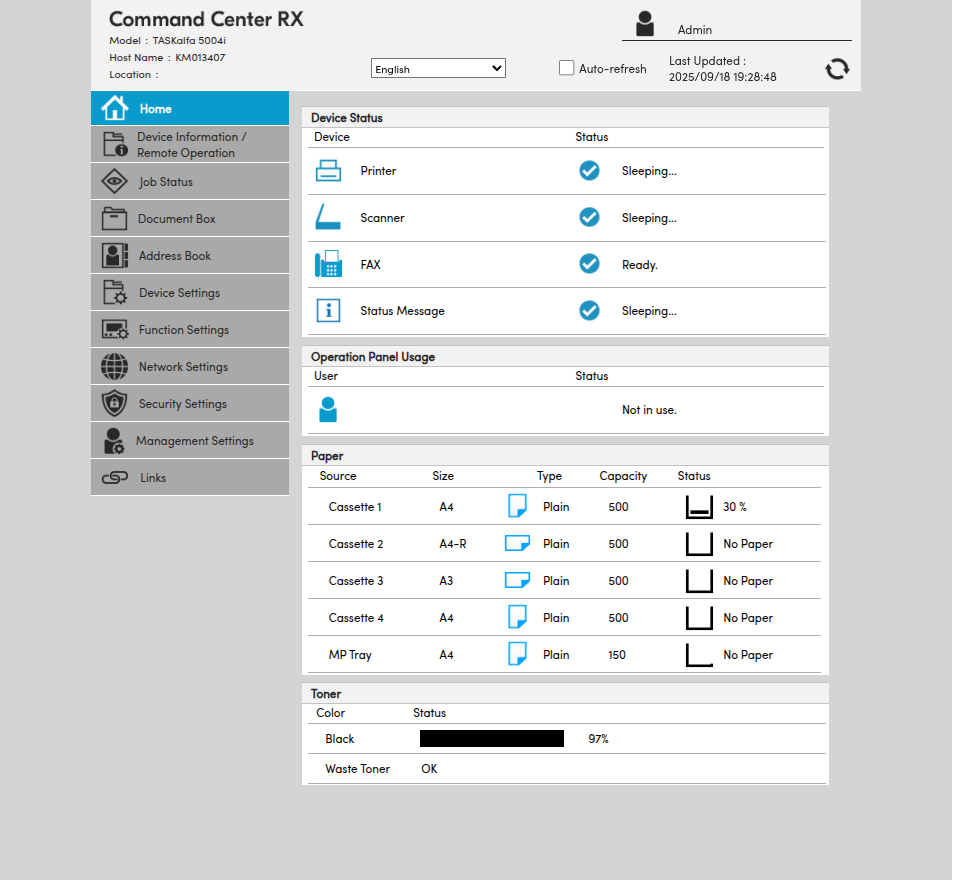 Command Center RX
Model : TASKalfa 5004i
Host Name : KM013407
Location :
Admin
English
Auto-refresh
Last Updated :
2025/09/18 19:28:48
Home
Device Information /
Remote Operation
Job Status
Document Box
Address Book
Device Settings
Function Settings
Network Settings
Security Settings
Management Settings
Links
Device Status
Device Status
Printer Sleeping...
Scanner Sleeping...
FAX Ready.
Status Message Sleeping...
Operation Panel Usage
User Status
Not in use.
Paper
Source Size Type Capacity Status
Cassette 1 A4 Plain 500 30 %
Cassette 2 A4-R Plain 500 No Paper
Cassette 3 A3 Plain 500 No Paper
Cassette 4 A4 Plain 500 No Paper
MP Tray A4 Plain 150 No Paper
Toner
Color Status
Black 97%
Waste Toner OK